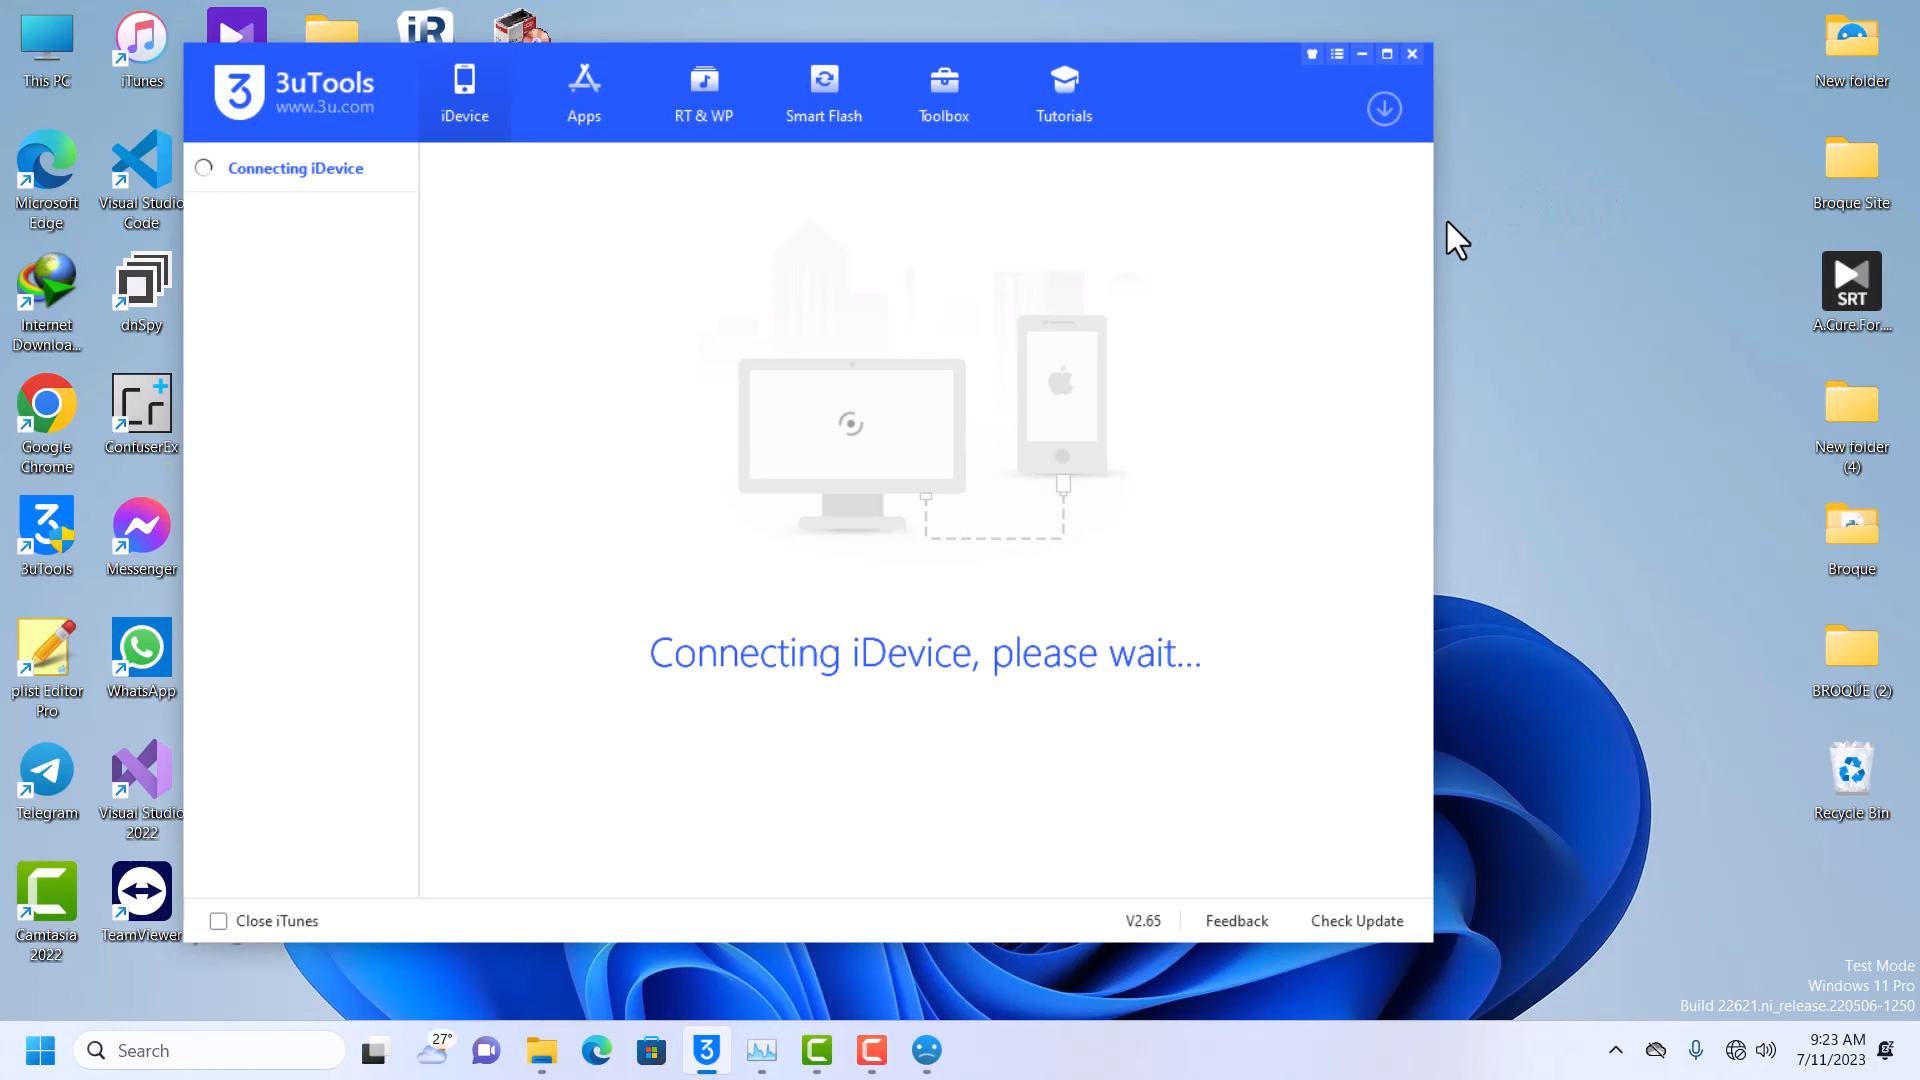 This PC
iTunes
iR
New folder
3
3uTools
www.3u.com
iDevice
Apps
RT & WP
Smart Flash
Toolbox
Tutorials
Connecting iDevice
Microsoft
Edge
Visual Studio
Code
Broque Site
Internet
Downloa...
dnSpy
SRT
A.Cure.For....
Google
Chrome
ConfuserEx
New folder
(4)
3uTools
Messenger
Broque
Connecting iDevice, please wait...
plist Editor
Pro
WhatsApp
BROQUE (2)
Telegram
Visual Studio
2022
Recycle Bin
Camtasia
2022
TeamViewer
Close iTunes
V2.65
Feedback
Check Update
Test Mode
Windows 11 Pro
Build 22621.ni_release.220506-1250
Search
27°
3
9:23 AM
7/11/2023